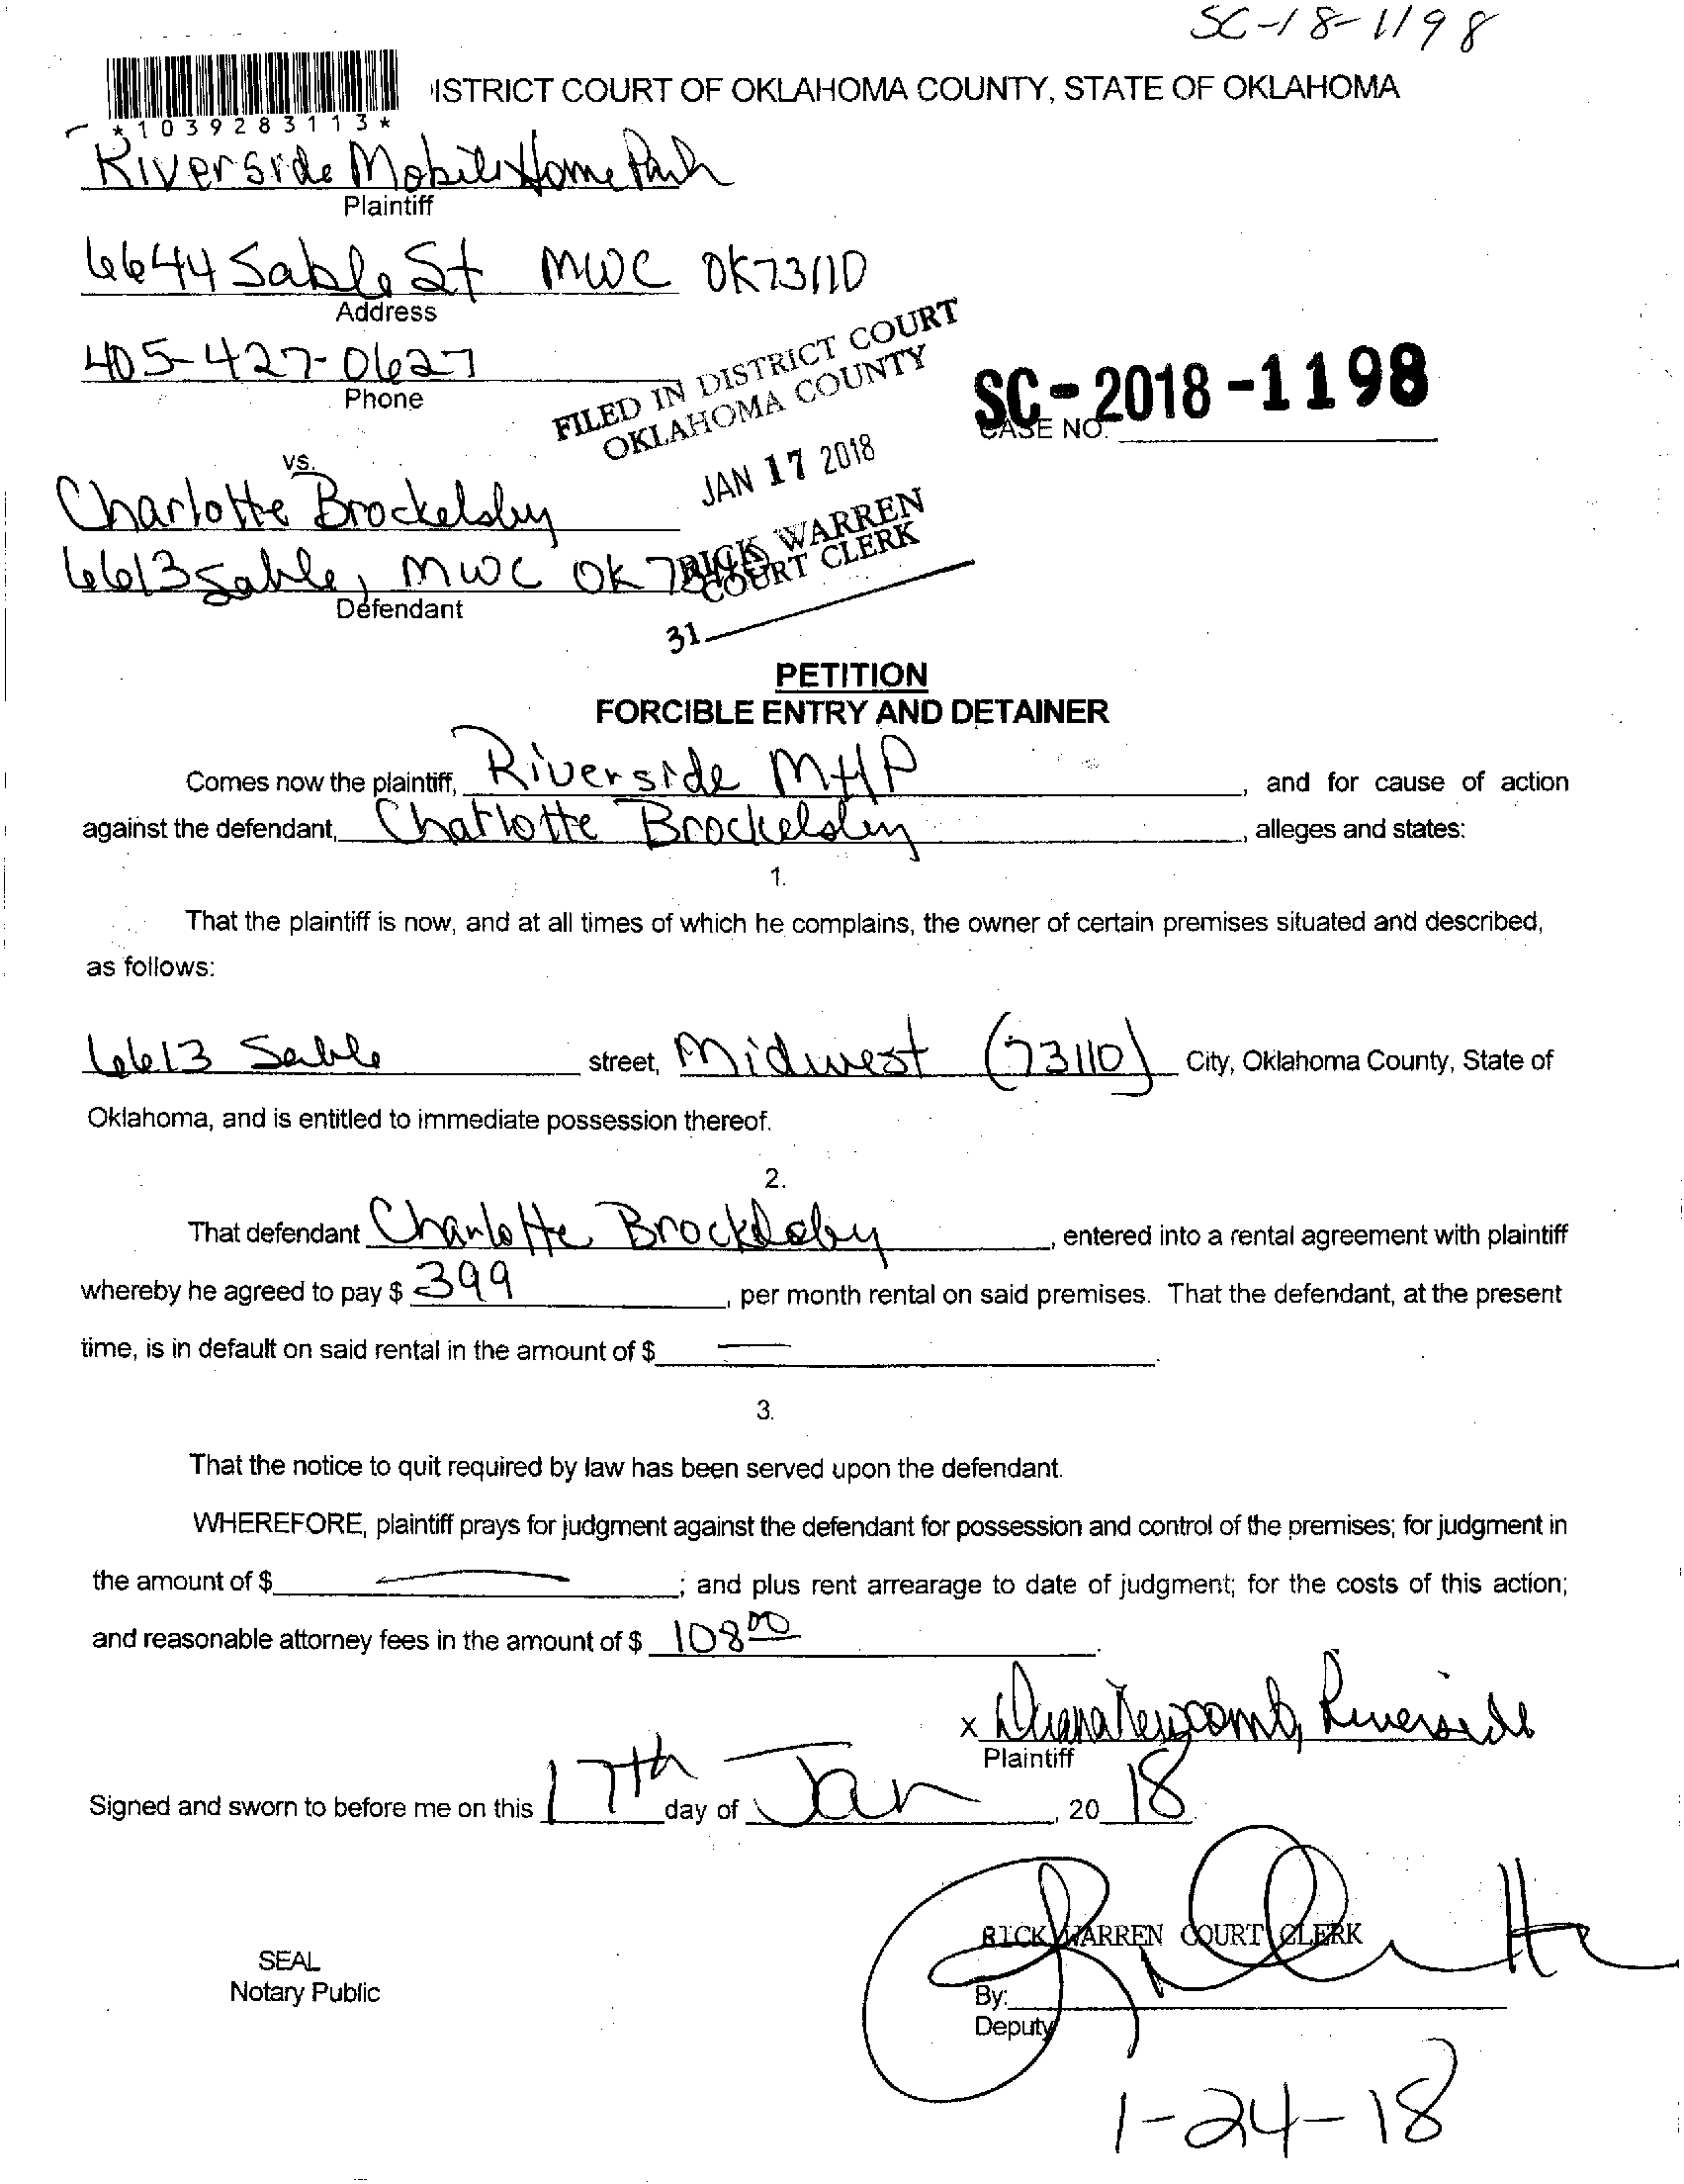 SC-18-1198
ISTRICT COURT OF OKLAHOMA COUNTY, STATE OF OKLAHOMA
*1039283113*
Riverside Mobile Home Park
Plaintiff
6644 Sable St MWC OK 73110
Address
405-427-0627
Phone
FILED IN DISTRICT COURT
OKLAHOMA COUNTY
JAN 17 2018
RICK WARREN
COURT CLERK
31
SC-2018-1198
CASE NO.
vs.
Charlotte Brockelsby
6613 Sable, MWC OK
Defendant
PETITION
FORCIBLE ENTRY AND DETAINER
Comes now the plaintiff, Riverside MHP, and for cause of action
against the defendant, Charlotte Brockelsby, alleges and states:
1.
That the plaintiff is now, and at all times of which he complains, the owner of certain premises situated and described,
as follows:
6613 Sable street, Midwest (73110) City, Oklahoma County, State of
Oklahoma, and is entitled to immediate possession thereof.
2.
That defendant Charlotte Brockelsby, entered into a rental agreement with plaintiff
whereby he agreed to pay $ 399, per month rental on said premises. That the defendant, at the present
time, is in default on said rental in the amount of $ —.
3.
That the notice to quit required by law has been served upon the defendant.
WHEREFORE, plaintiff prays for judgment against the defendant for possession and control of the premises; for judgment in
the amount of $ —; and plus rent arrearage to date of judgment; for the costs of this action;
and reasonable attorney fees in the amount of $ 108 00.
x Diana Newcomb, Riverside
Plaintiff
Signed and sworn to before me on this 17th day of Jan, 20 18.
RICK WARREN COURT CLERK
SEAL
Notary Public
By:
Deputy
1-24-18